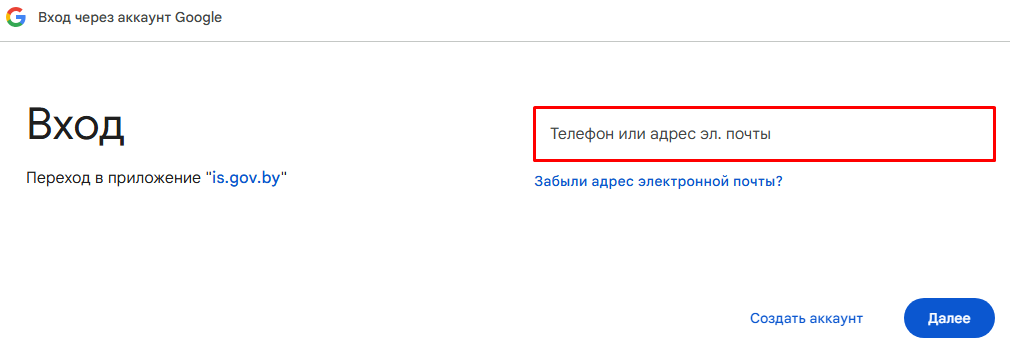 Вход через аккаунт Google
Вход
Переход в приложение "is.gov.by"
Телефон или адрес эл. почты
Забыли адрес электронной почты?
Создать аккаунт
Далее